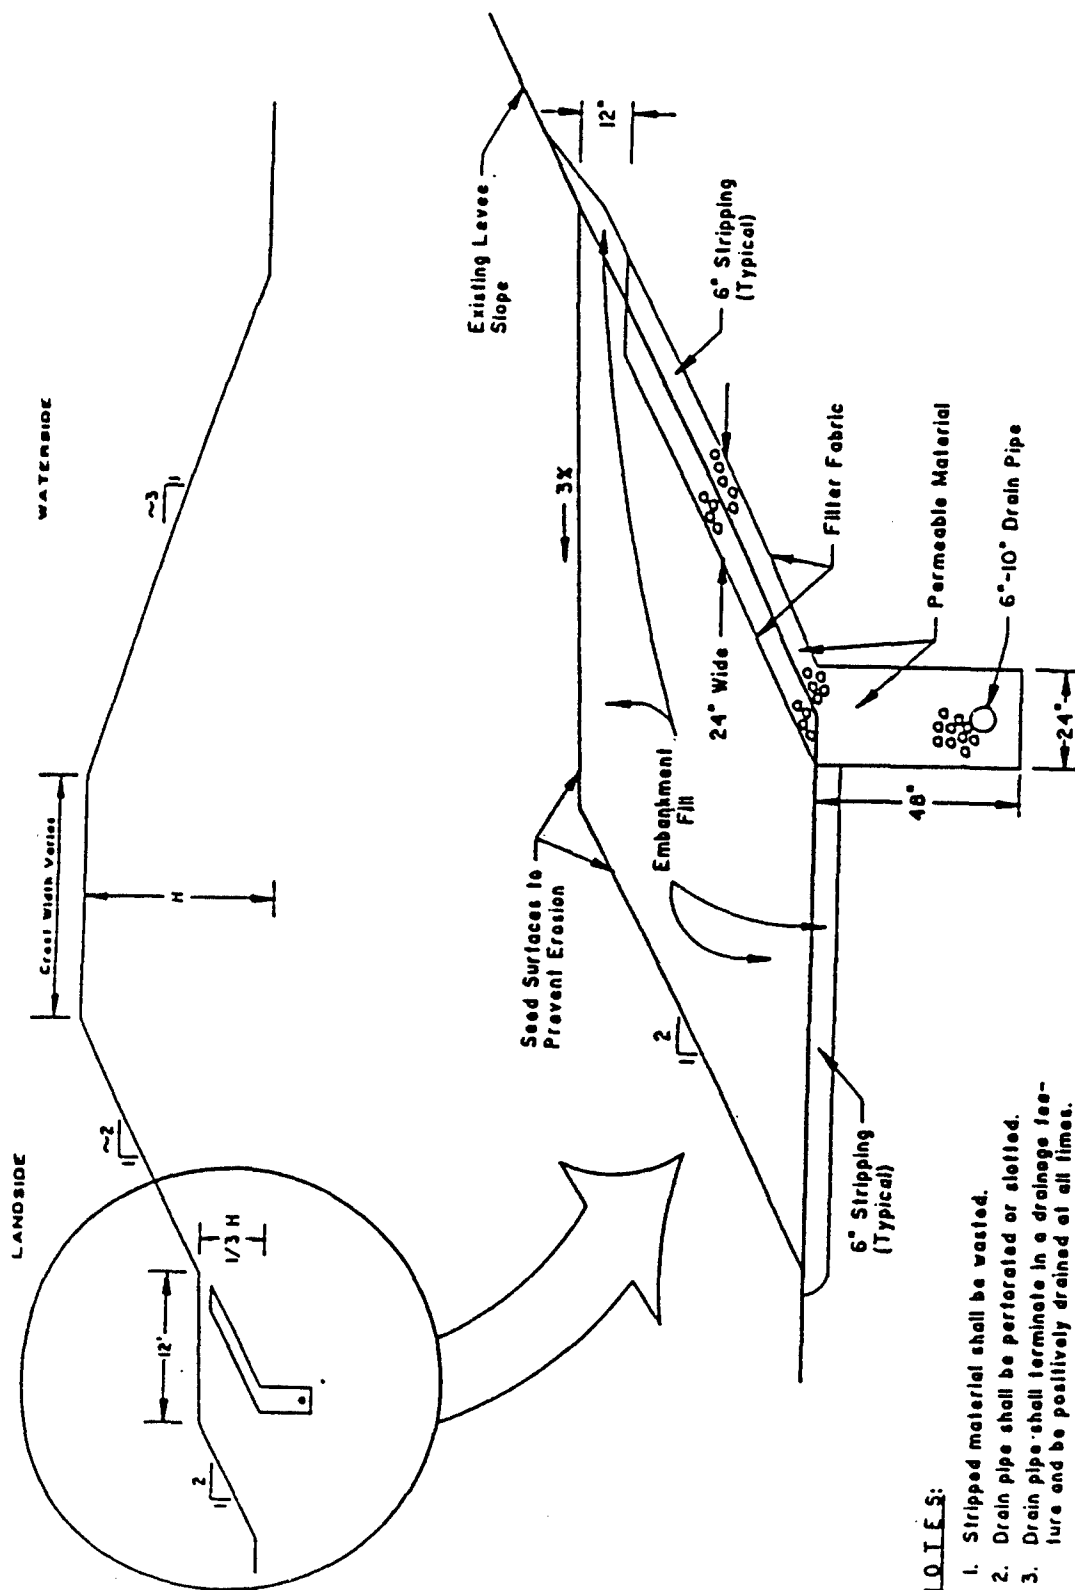 LANDSIDE
WATERSIDE
Crest Width Varies
H
~2
1
~3
1
12'
1/3 H
2
1
Existing Levee
Slope
12"
Seed Surfaces to
Prevent Erosion
3%
6" Stripping
(Typical)
2
1
Embankment
Fill
24" Wide
Filter Fabric
Permeable Material
6"-10" Drain Pipe
6" Stripping
(Typical)
48"
24"
OTES:
1. Stripped material shall be wasted.
2. Drain pipe shall be perforated or slotted.
3. Drain pipe shall terminate in a drainage fea-
ture and be positively drained at all times.